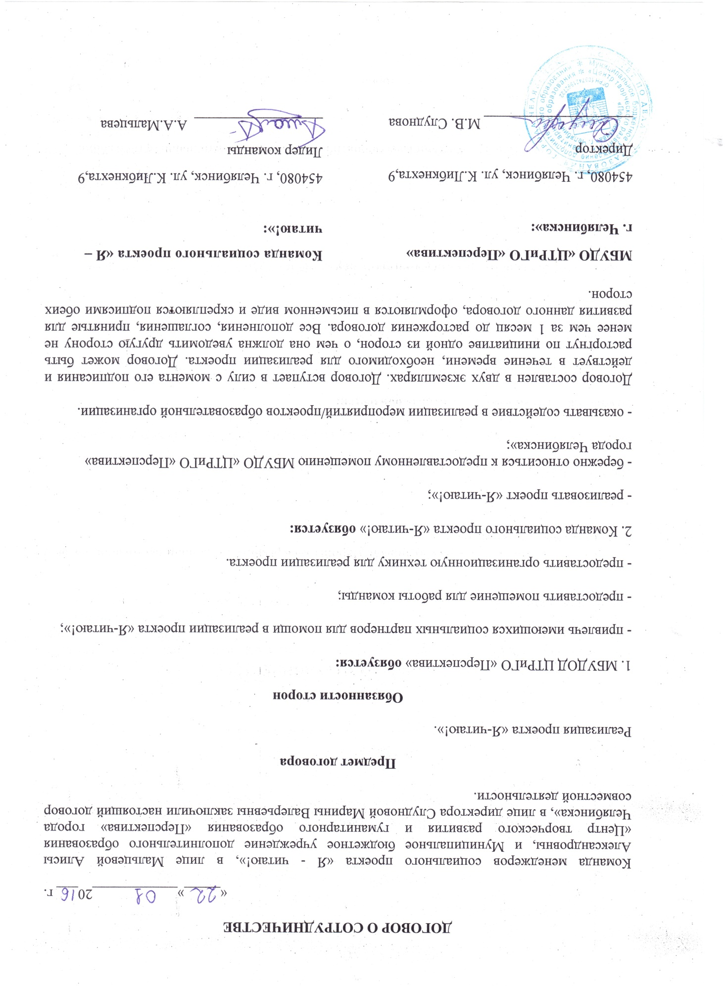 ДОГОВОР О СОТРУДНИЧЕСТВЕ
«22» 01 2016 г.
Команда менеджеров социального проекта «Я - читаю!», в лице Мальцевой Алисы
Александровны, и Муниципальное бюджетное учреждение дополнительного образования
«Центр творческого развития и гуманитарного образования «Перспектива» города
Челябинска», в лице директора Слудновой Марины Валерьевны заключили настоящий договор
совместной деятельности.
Предмет договора
Реализация проекта «Я-читаю!».
Обязанности сторон
1. МБУДОД ЦТРиГО «Перспектива» обязуется:
- привлечь имеющихся социальных партнеров для помощи в реализации проекта «Я-читаю!»;
- предоставить помещение для работы команды;
- предоставить организационную технику для реализации проекта.
2. Команда социального проекта «Я-читаю!» обязуется:
- реализовать проект «Я-читаю!»;
- бережно относиться к предоставленному помещению МБУДО «ЦТРиГО «Перспектива»
города Челябинска»;
- оказывать содействие в реализации мероприятий/проектов образовательной организации.
Договор составлен в двух экземплярах. Договор вступает в силу с момента его подписания и
действует в течение времени, необходимого для реализации проекта. Договор может быть
расторгнут по инициативе одной из сторон, о чем она должна уведомить другую сторону не
менее чем за 1 месяц до расторжения договора. Все дополнения, соглашения, принятые для
развития данного договора, оформляются в письменном виде и скрепляются подписями обеих
сторон.
МБУДО «ЦТРиГО «Перспектива»
г. Челябинска»:
454080, г. Челябинск, ул. К.Либкнехта,9
Директор
М.В. Слуднова
Команда социального проекта «Я –
читаю!»:
454080, г. Челябинск, ул. К.Либкнехта,9
Лидер команды
А.А.Мальцева